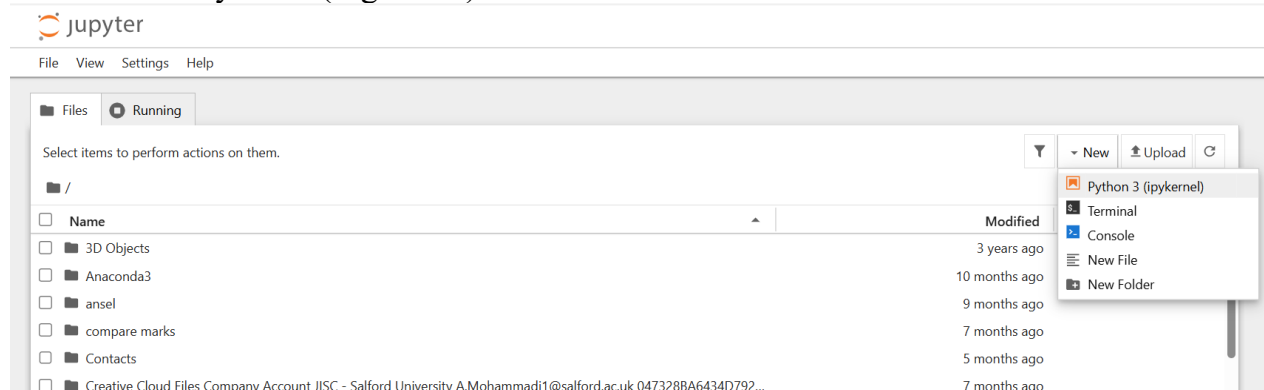 jupyter
File View Settings Help
Files Running
Select items to perform actions on them.
New Upload
/
Python 3 (ipykernel)
Terminal
Console
New File
New Folder
Name Modified
3D Objects 3 years ago
Anaconda3 10 months ago
ansel 9 months ago
compare marks 7 months ago
Contacts 5 months ago
Creative Cloud Files Company Account JISC - Salford University A.Mohammadi1@salford.ac.uk 047328BA6434D792... 7 months ago